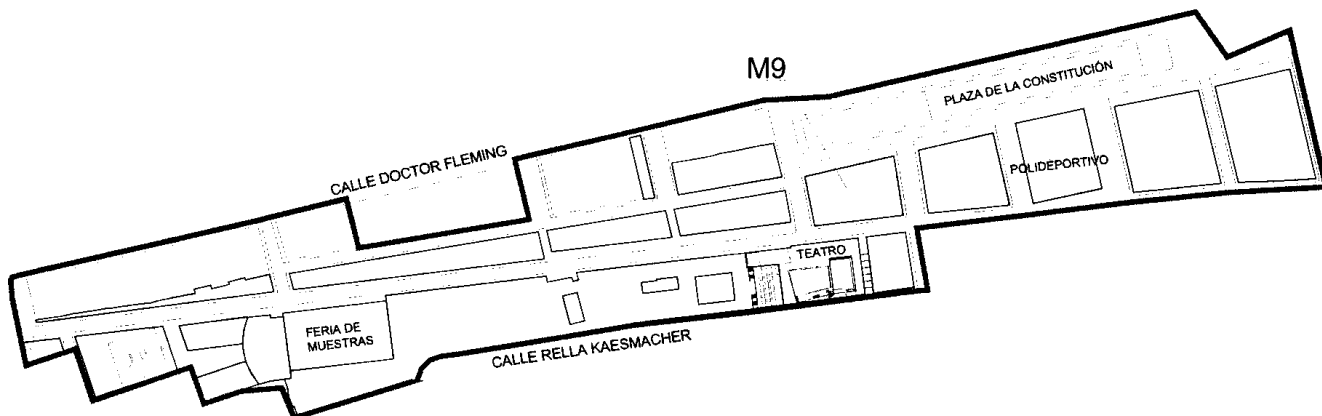 M9
PLAZA DE LA CONSTITUCIÓN
CALLE DOCTOR FLEMING
POLIDEPORTIVO
TEATRO
FERIA DE
MUESTRAS
CALLE RELLA KAESMACHER